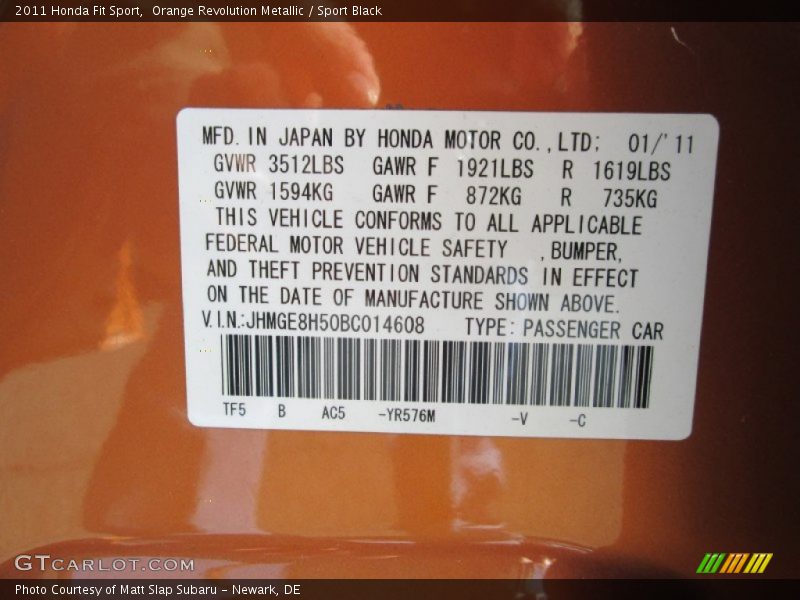 2011 Honda Fit Sport,  Orange Revolution Metallic / Sport Black
MFD. IN JAPAN BY HONDA MOTOR CO.,LTD; 01/'11
GVWR 3512LBS GAWR F 1921LBS R 1619LBS
GVWR 1594KG GAWR F 872KG R 735KG
THIS VEHICLE CONFORMS TO ALL APPLICABLE
FEDERAL MOTOR VEHICLE SAFETY ,BUMPER,
AND THEFT PREVENTION STANDARDS IN EFFECT
ON THE DATE OF MANUFACTURE SHOWN ABOVE.
V.I.N.:JHMGE8H50BC014608 TYPE: PASSENGER CAR
TF5 B AC5 -YR576M -V -C
GTCARLOT.COM
Photo Courtesy of Matt Slap Subaru - Newark, DE